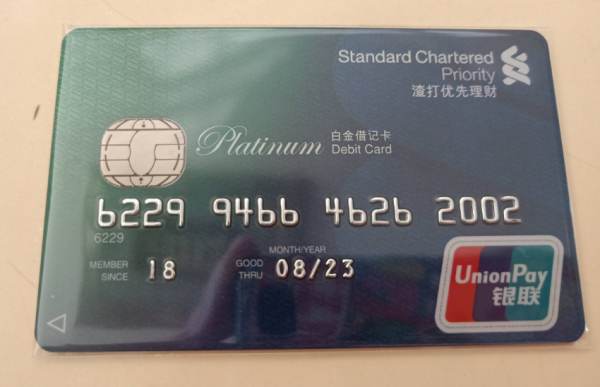 Standard Chartered
Priority
渣打优先理财
Platinum 白金借记卡
Debit Card
6229 9466 4626 2002
6229
MONTH/YEAR
MEMBER SINCE 18 GOOD THRU 08/23
UnionPay
银联